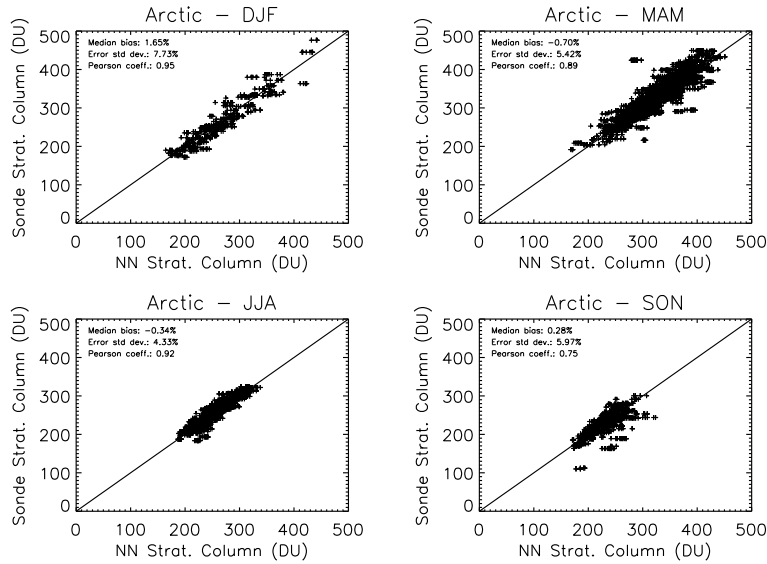 Arctic – DJF
Median bias: 1.65%
Error std dev.: 7.73%
Pearson coeff.: 0.95
Sonde Strat. Column (DU)
500
400
300
200
100
0
0 100 200 300 400 500
NN Strat. Column (DU)
Arctic – MAM
Median bias: –0.70%
Error std dev.: 5.42%
Pearson coeff.: 0.89
Sonde Strat. Column (DU)
500
400
300
200
100
0
0 100 200 300 400 500
NN Strat. Column (DU)
Arctic – JJA
Median bias: –0.34%
Error std dev.: 4.33%
Pearson coeff.: 0.92
Sonde Strat. Column (DU)
500
400
300
200
100
0
0 100 200 300 400 500
NN Strat. Column (DU)
Arctic – SON
Median bias: 0.28%
Error std dev.: 5.97%
Pearson coeff.: 0.75
Sonde Strat. Column (DU)
500
400
300
200
100
0
0 100 200 300 400 500
NN Strat. Column (DU)